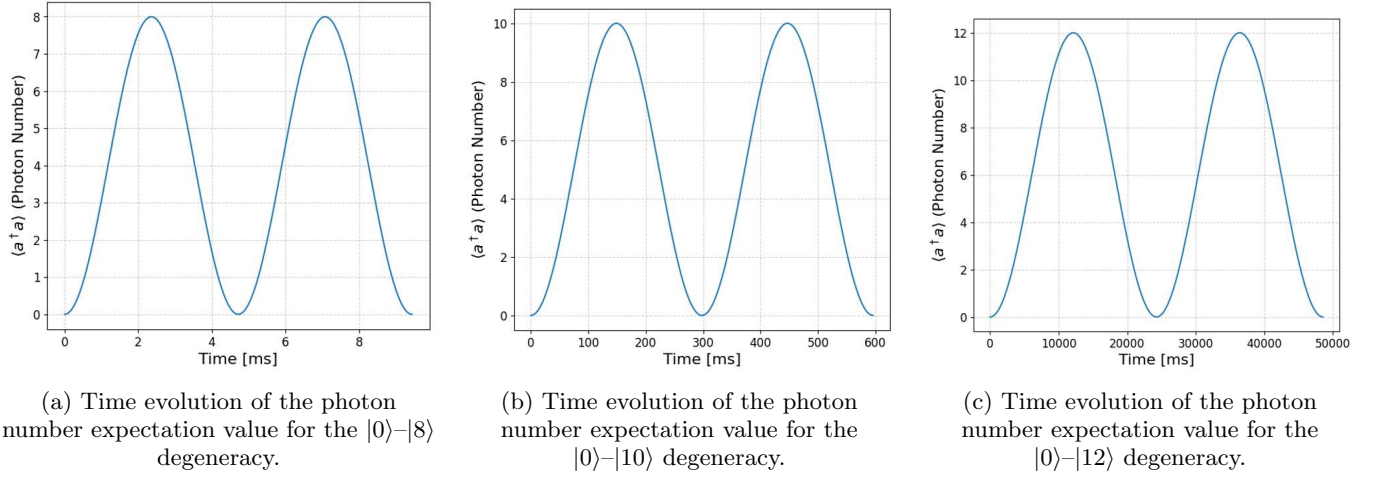 8
7
6
5
4
3
2
1
0
⟨a†a⟩ (Photon Number)
0 2 4 6 8
Time [ms]
(a) Time evolution of the photon
number expectation value for the |0⟩–|8⟩
degeneracy.
10
8
6
4
2
0
⟨a†a⟩ (Photon Number)
0 100 200 300 400 500 600
Time [ms]
(b) Time evolution of the photon
number expectation value for the
|0⟩–|10⟩ degeneracy.
12
10
8
6
4
2
0
⟨a†a⟩ (Photon Number)
0 10000 20000 30000 40000 50000
Time [ms]
(c) Time evolution of the photon
number expectation value for the
|0⟩–|12⟩ degeneracy.